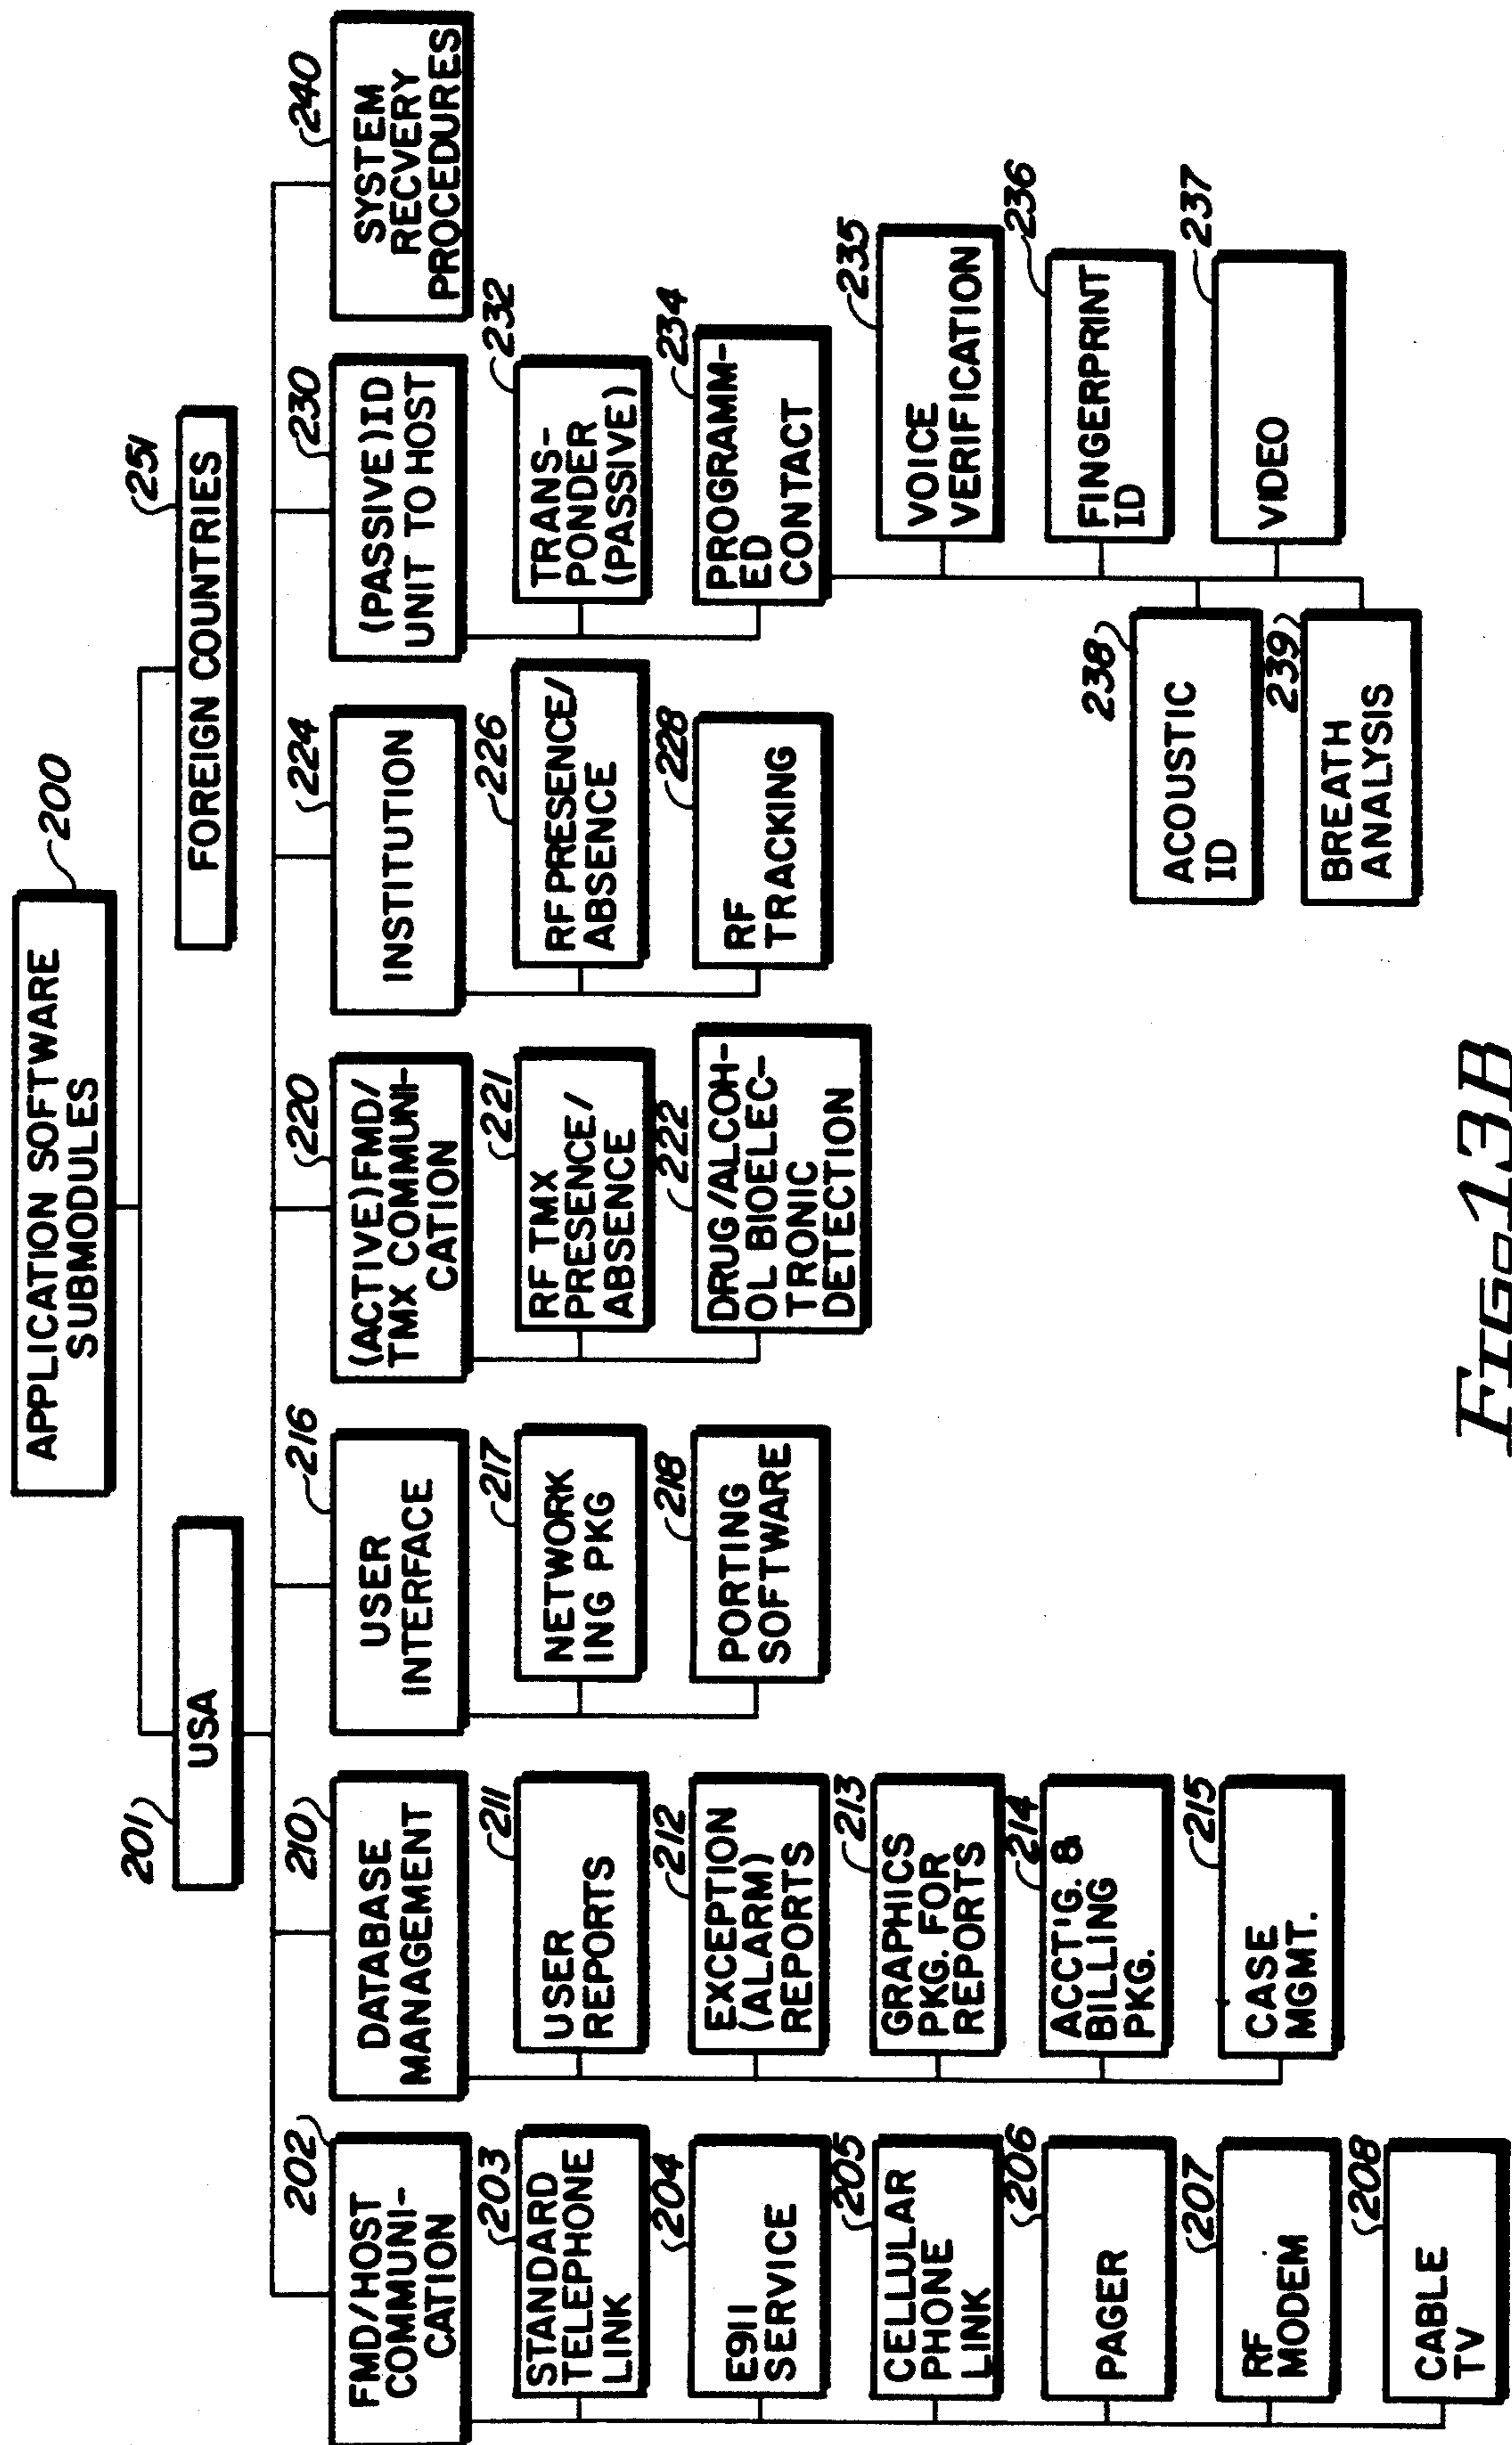 APPLICATION SOFTWARE
SUBMODULES
200
USA
201
FOREIGN COUNTRIES
251
FMD/HOST
COMMUNI-
CATION
202
STANDARD
TELEPHONE
LINK
203
E911
SERVICE
204
CELLULAR
PHONE
LINK
205
PAGER
206
RF
MODEM
207
CABLE
TV
208
DATABASE
MANAGEMENT
210
USER
REPORTS
211
EXCEPTION
(ALARM)
REPORTS
212
GRAPHICS
PKG. FOR
REPORTS
213
ACCT'G. &
BILLING
PKG.
214
CASE
MGMT.
215
USER
INTERFACE
216
NETWORK
ING PKG
217
PORTING
SOFTWARE
218
(ACTIVE)FMD/
TMX COMMUNI-
CATION
220
RF TMX
PRESENCE/
ABSENCE
221
DRUG/ALCOH-
OL BIOELEC-
TRONIC
DETECTION
222
INSTITUTION
224
RF PRESENCE/
ABSENCE
226
RF
TRACKING
228
(PASSIVE)ID
UNIT TO HOST
230
TRANS-
PONDER
(PASSIVE)
232
PROGRAMM-
ED
CONTACT
234
VOICE
VERIFICATION
235
FINGERPRINT
ID
236
VIDEO
237
ACOUSTIC
ID
238
BREATH
ANALYSIS
239
SYSTEM
RECVERY
PROCEDURES
240
FIG-13B